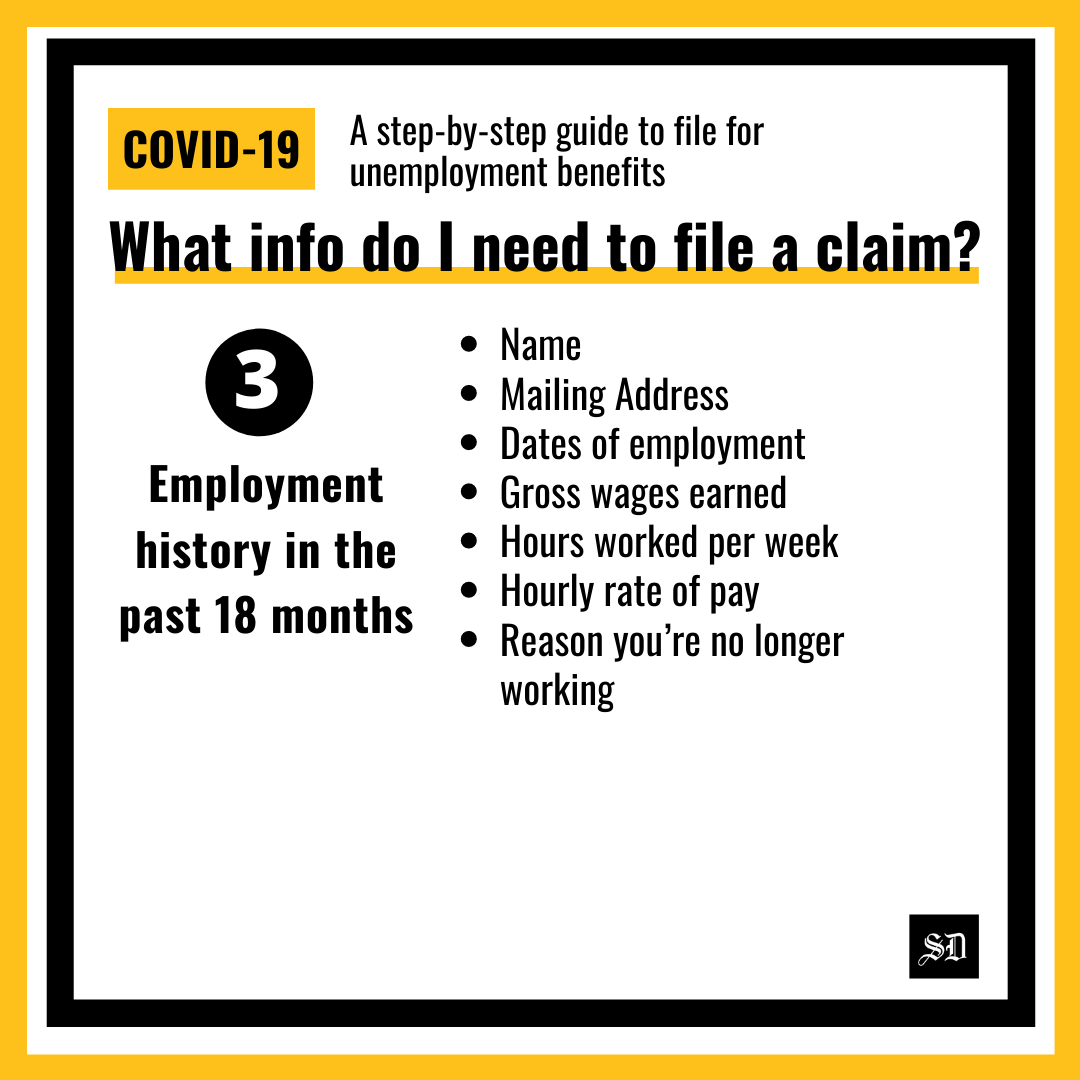 COVID-19
A step-by-step guide to file for
unemployment benefits
What info do I need to file a claim?
3
Employment
history in the
past 18 months
• Name
• Mailing Address
• Dates of employment
• Gross wages earned
• Hours worked per week
• Hourly rate of pay
• Reason you’re no longer
working
SD